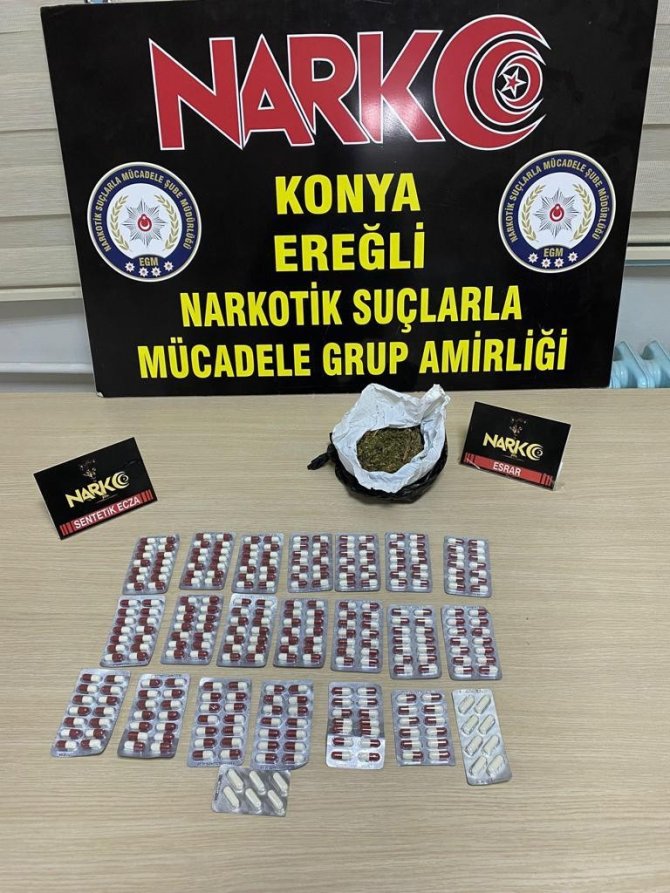 NARKO
KONYA
EREĞLİ
NARKOTİK SUÇLARLA
MÜCADELE GRUP AMİRLİĞİ
NARKOTİK SUÇLARLA MÜCADELE ŞUBE MÜDÜRLÜĞÜ
EGM
NARKOTİK SUÇLARLA MÜCADELE ŞUBE MÜDÜRLÜĞÜ
EGM
NARKO
SENTETİK ECZA
NARKO
ESRAR